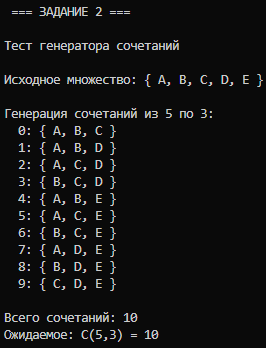 === ЗАДАНИЕ 2 ===
Тест генератора сочетаний
Исходное множество: { A, B, C, D, E }
Генерация сочетаний из 5 по 3:
0: { A, B, C }
1: { A, B, D }
2: { A, C, D }
3: { B, C, D }
4: { A, B, E }
5: { A, C, E }
6: { B, C, E }
7: { A, D, E }
8: { B, D, E }
9: { C, D, E }
Всего сочетаний: 10
Ожидаемое: C(5,3) = 10